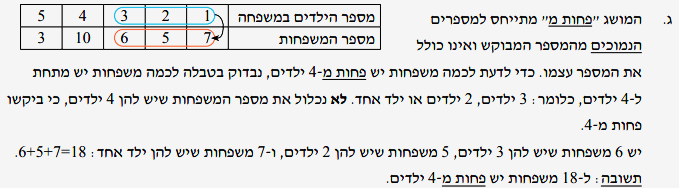 ג. המושג "פחות מ" מתייחס למספרים
הנמוכים מהמספר המבוקש ואינו כולל
מספר הילדים במשפחה 1 2 3 4 5
מספר המשפחות 7 5 6 10 3
את המספר עצמו. כדי לדעת לכמה משפחות יש פחות מ-4 ילדים, נבדוק בטבלה לכמה משפחות יש מתחת
ל-4 ילדים, כלומר: 3 ילדים, 2 ילדים או ילד אחד. לא נכלול את מספר המשפחות שיש להן 4 ילדים, כי ביקשו
פחות מ-4.
יש 6 משפחות שיש להן 3 ילדים, 5 משפחות שיש להן 2 ילדים, ו-7 משפחות שיש להן ילד אחד: 6+5+7=18.
תשובה: ל-18 משפחות יש פחות מ-4 ילדים.